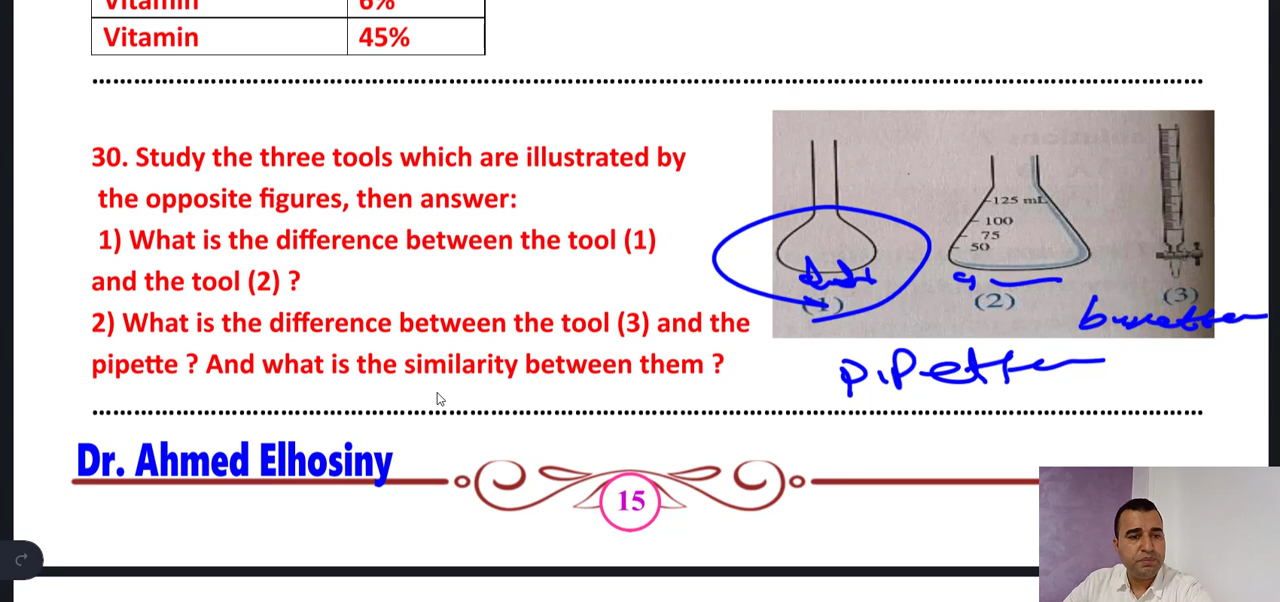 Vitamin 6%
Vitamin 45%
30. Study the three tools which are illustrated by
the opposite figures, then answer:
1) What is the difference between the tool (1)
and the tool (2) ?
2) What is the difference between the tool (3) and the
pipette ? And what is the similarity between them ?
125 mL
100
75
50
(1)
(2)
(3)
Dr. Ahmed Elhosiny
15